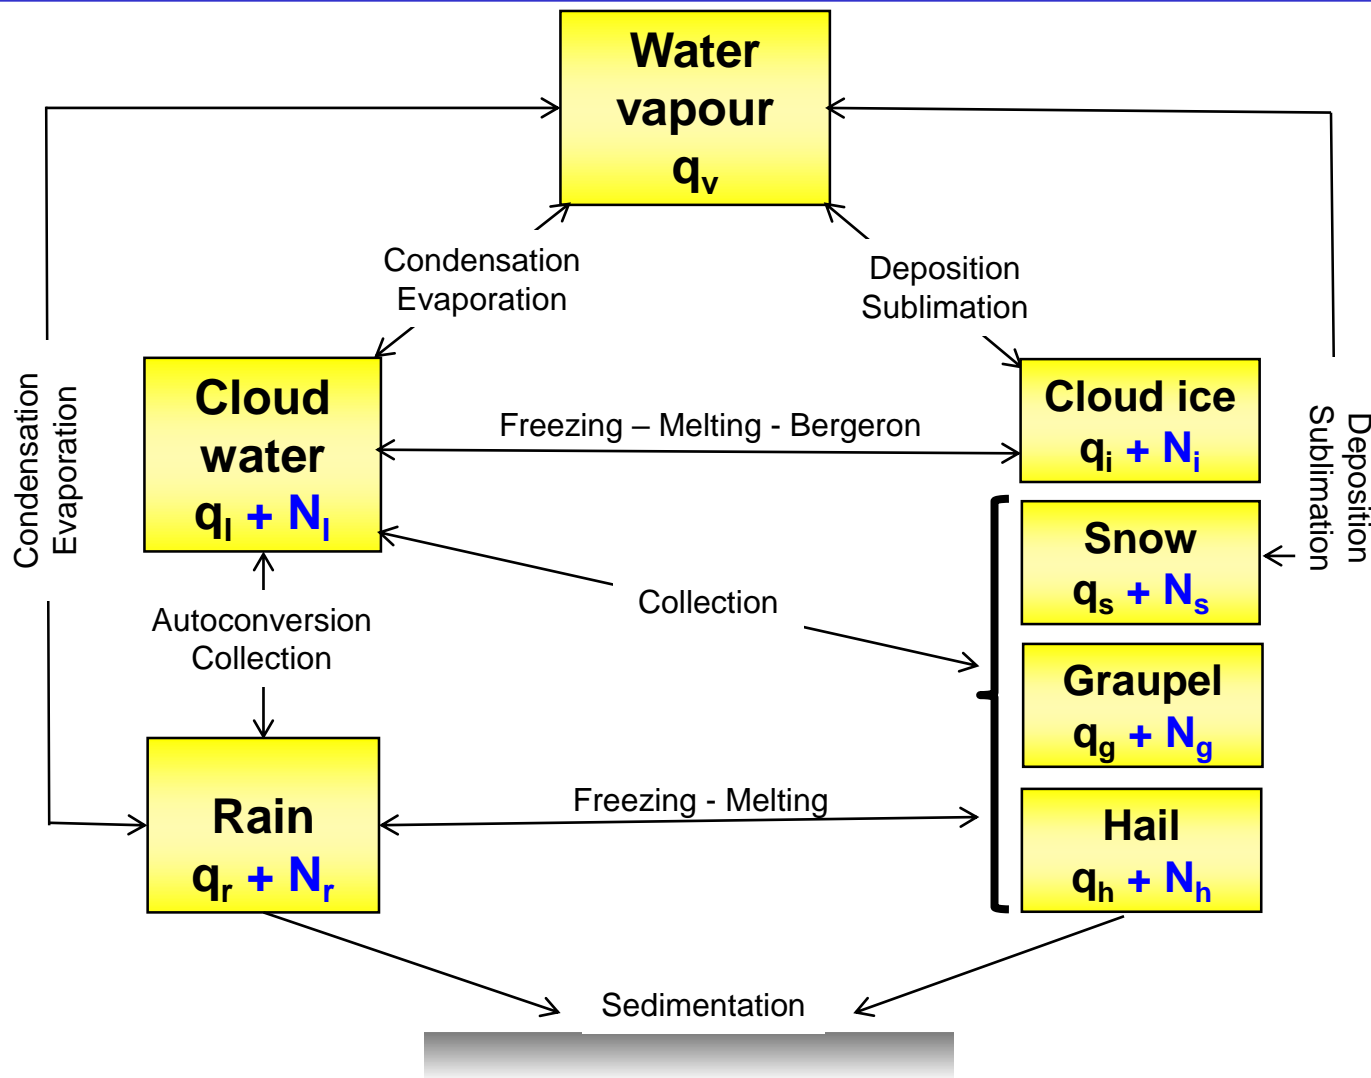 Water
vapour
qv
Condensation
Evaporation
Deposition
Sublimation
Condensation
Evaporation
Cloud
water
ql + Nl
Freezing – Melting - Bergeron
Cloud ice
qi + Ni
Deposition
Sublimation
Snow
qs + Ns
Collection
Autoconversion
Collection
Graupel
qg + Ng
Rain
qr + Nr
Freezing - Melting
Hail
qh + Nh
Sedimentation